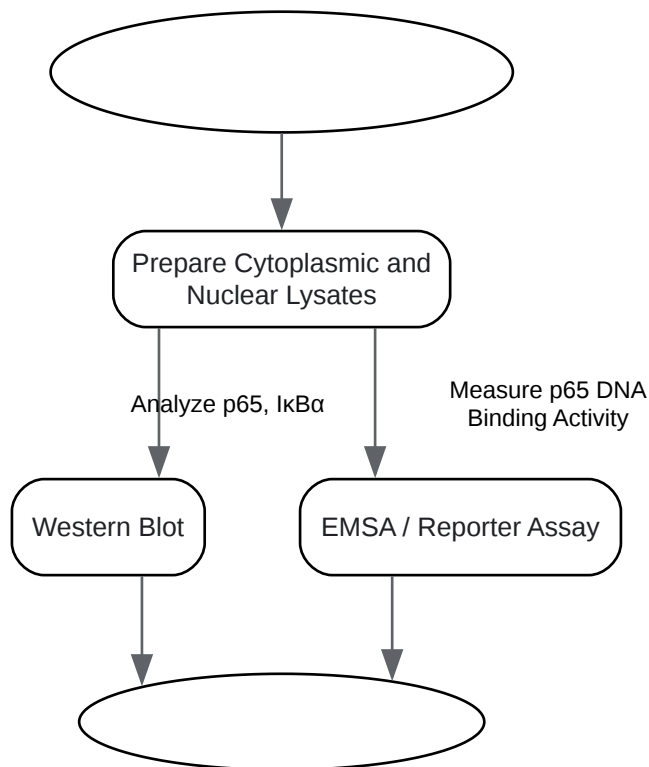 Prepare Cytoplasmic and
Nuclear Lysates
Analyze p65, IκBα
Measure p65 DNA
Binding Activity
Western Blot
EMSA / Reporter Assay